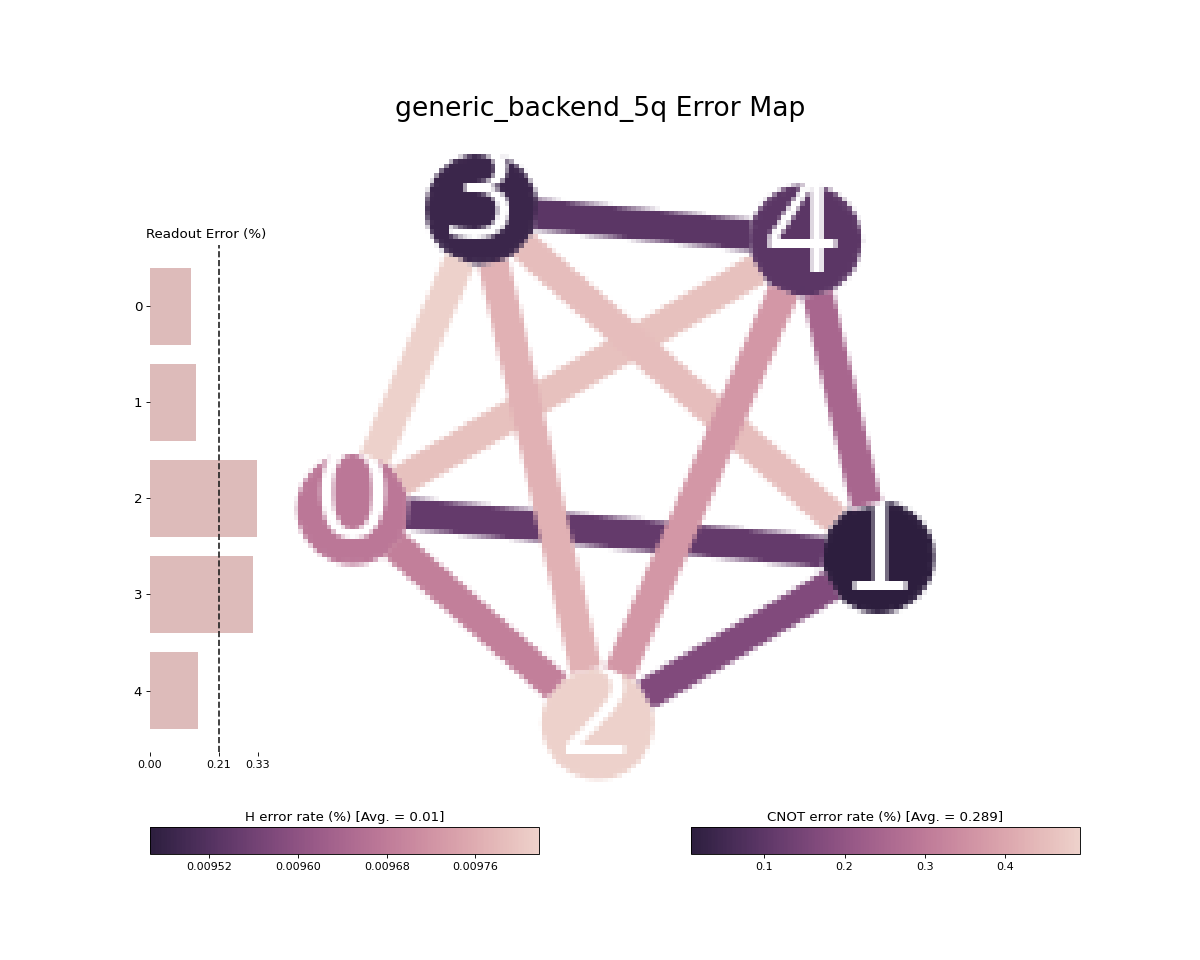 generic_backend_5q Error Map
3
4
Readout Error (%)
0
1
2
3
4
0
1
2
0.00 0.21 0.33
H error rate (%) [Avg. = 0.01]
0.00952 0.00960 0.00968 0.00976
CNOT error rate (%) [Avg. = 0.289]
0.1 0.2 0.3 0.4